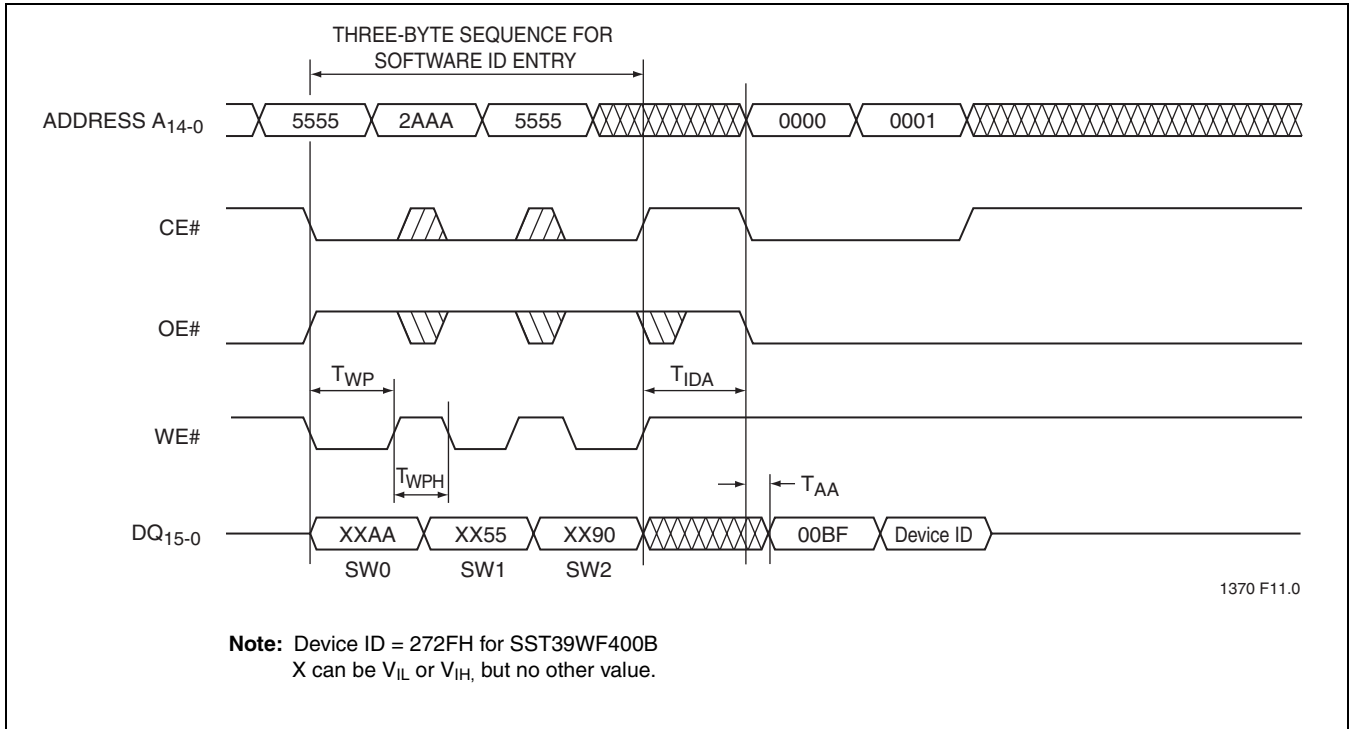 THREE-BYTE SEQUENCE FOR
SOFTWARE ID ENTRY
ADDRESS A14-0
5555 2AAA 5555 0000 0001
CE#
OE#
TWP TIDA
WE#
TWPH
TAA
DQ15-0
XXAA XX55 XX90 00BF Device ID
SW0 SW1 SW2
1370 F11.0
Note: Device ID = 272FH for SST39WF400B
X can be VIL or VIH, but no other value.